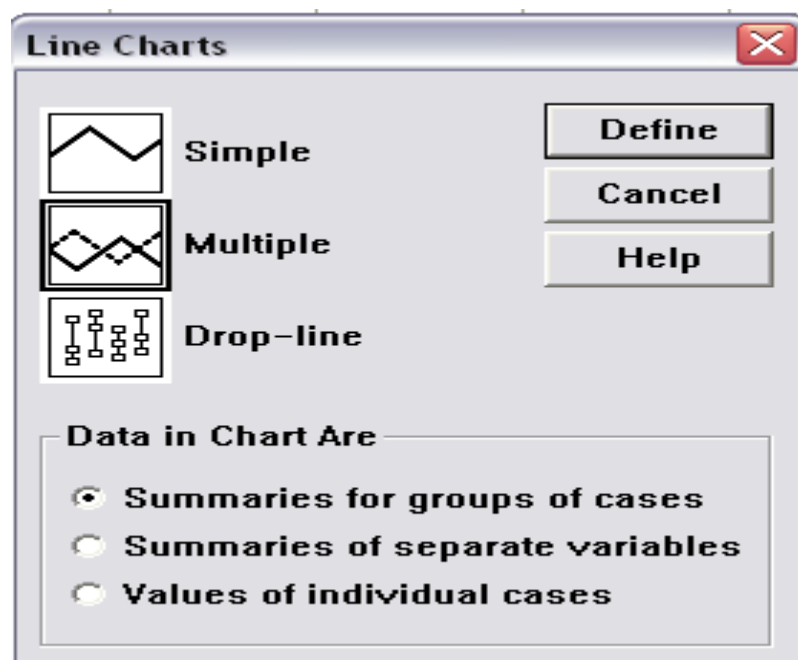 Line Charts
Simple
Multiple
Drop-line
Define
Cancel
Help
Data in Chart Are
Summaries for groups of cases
Summaries of separate variables
Values of individual cases